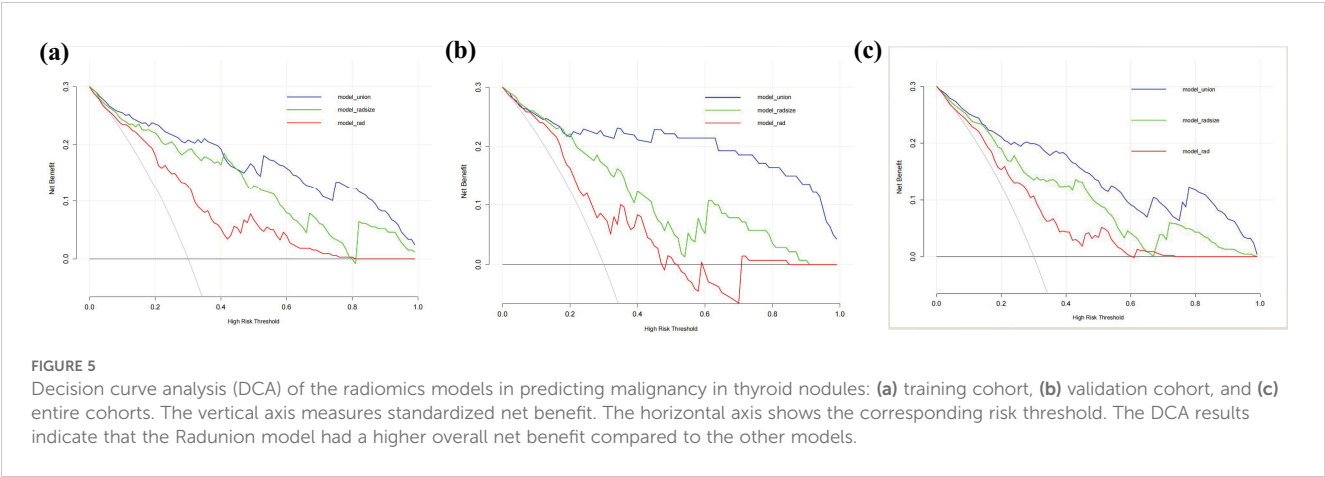 (a)
0.3
0.2
0.1
0.0
Net Benefit
model_union
model_radsize
model_rad
0.0 0.2 0.4 0.6 0.8 1.0
High Risk Threshold
(b)
0.3
0.2
0.1
0.0
Net Benefit
model_union
model_radsize
model_rad
0.0 0.2 0.4 0.6 0.8 1.0
High Risk Threshold
(c)
0.3
0.2
0.1
0.0
Net Benefit
model_union
model_radsize
model_rad
0.0 0.2 0.4 0.6 0.8 1.0
High Risk Threshold
FIGURE 5
Decision curve analysis (DCA) of the radiomics models in predicting malignancy in thyroid nodules: (a) training cohort, (b) validation cohort, and (c)
entire cohorts. The vertical axis measures standardized net benefit. The horizontal axis shows the corresponding risk threshold. The DCA results
indicate that the Radunion model had a higher overall net benefit compared to the other models.